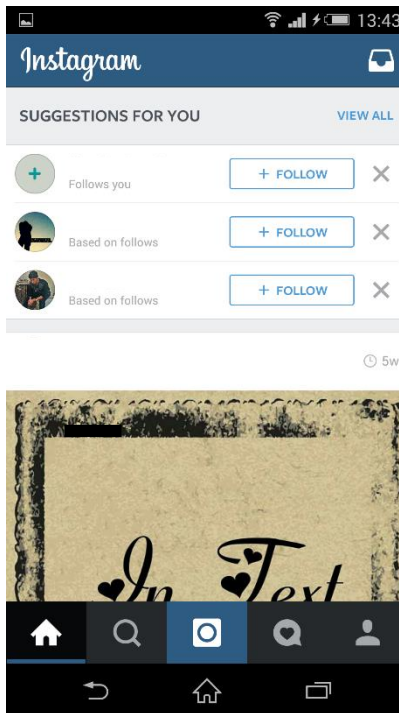 13:43
Instagram
SUGGESTIONS FOR YOU VIEW ALL
Follows you + FOLLOW
Based on follows + FOLLOW
Based on follows + FOLLOW
5w
In Text